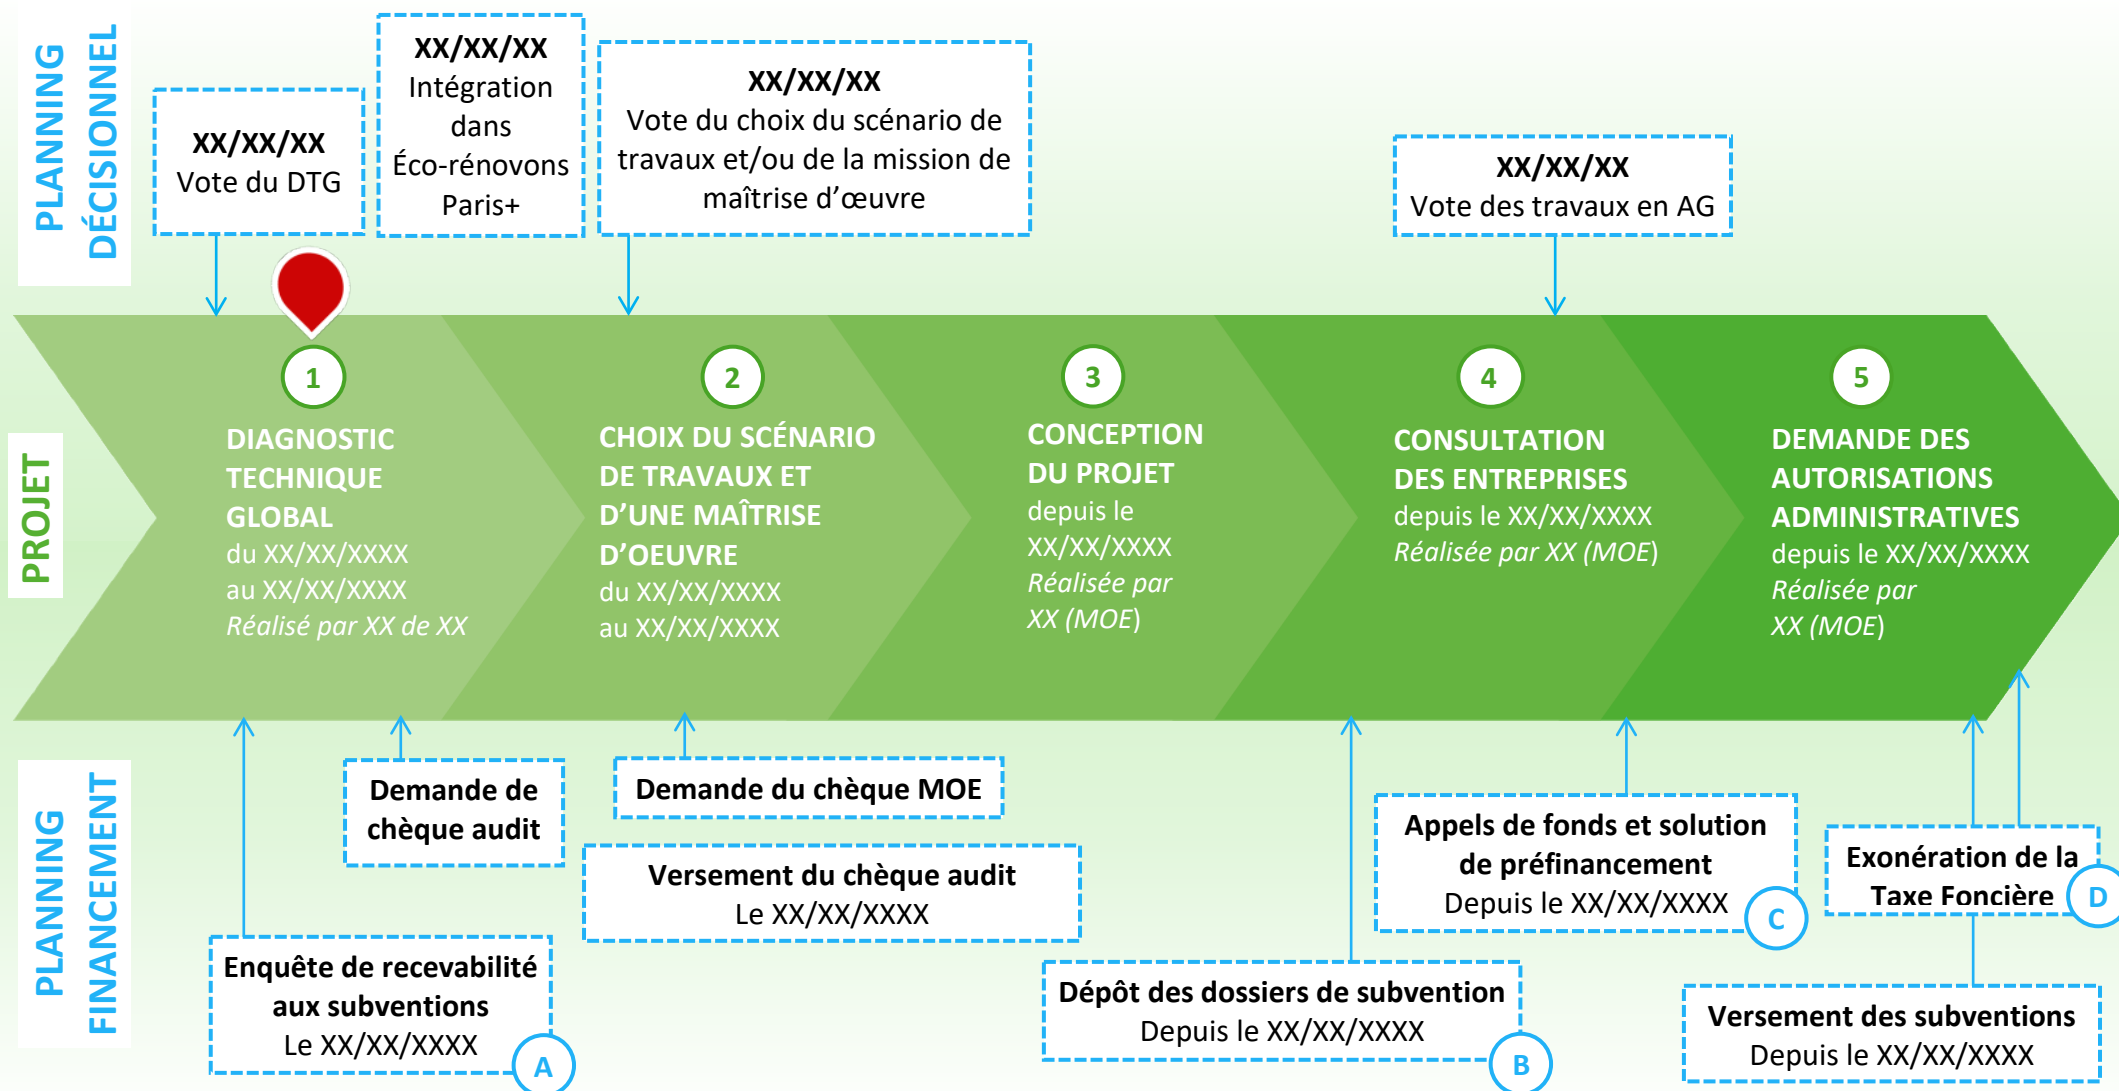 PLANNING
DÉCISIONNEL
XX/XX/XX
Vote du DTG
XX/XX/XX
Intégration
dans
Éco-rénovons
Paris+
XX/XX/XX
Vote du choix du scénario de
travaux et/ou de la mission de
maîtrise d’œuvre
XX/XX/XX
Vote des travaux en AG
PROJET
1
DIAGNOSTIC
TECHNIQUE
GLOBAL
du XX/XX/XXXX
au XX/XX/XXXX
Réalisé par XX de XX
2
CHOIX DU SCÉNARIO
DE TRAVAUX ET
D’UNE MAÎTRISE
D’OEUVRE
du XX/XX/XXXX
au XX/XX/XXXX
3
CONCEPTION
DU PROJET
depuis le
XX/XX/XXXX
Réalisée par
XX (MOE)
4
CONSULTATION
DES ENTREPRISES
depuis le XX/XX/XXXX
Réalisée par XX (MOE)
5
DEMANDE DES
AUTORISATIONS
ADMINISTRATIVES
depuis le XX/XX/XXXX
Réalisée par
XX (MOE)
PLANNING
FINANCEMENT
Enquête de recevabilité
aux subventions
Le XX/XX/XXXX
A
Demande de
chèque audit
Demande du chèque MOE
Versement du chèque audit
Le XX/XX/XXXX
Dépôt des dossiers de subvention
Depuis le XX/XX/XXXX
B
Appels de fonds et solution
de préfinancement
Depuis le XX/XX/XXXX
C
Exonération de la
Taxe Foncière
D
Versement des subventions
Depuis le XX/XX/XXXX